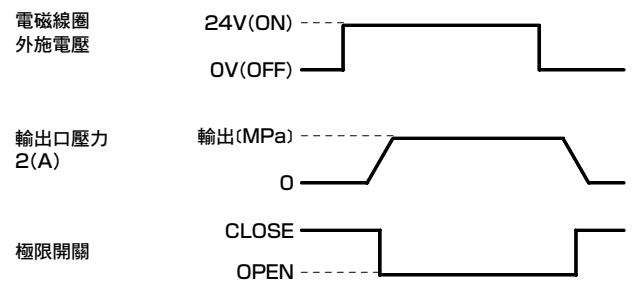 電磁線圈
外施電壓
24V(ON)
0V(OFF)
輸出口壓力
2(A)
輸出(MPa)
0
極限開關
CLOSE
OPEN